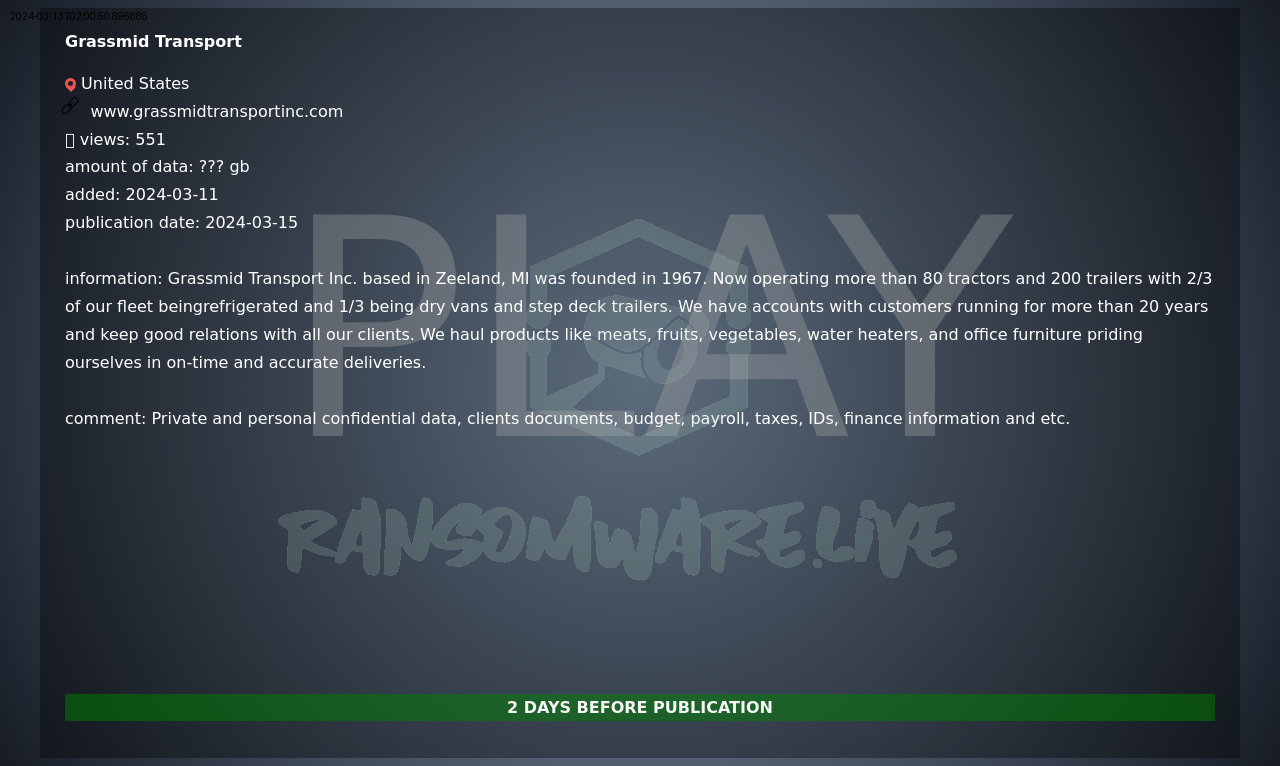 2024-03-13T02:00:50.896886
Grassmid Transport
United States
www.grassmidtransportinc.com
views: 551
amount of data: ??? gb
added: 2024-03-11
publication date: 2024-03-15
information: Grassmid Transport Inc. based in Zeeland, MI was founded in 1967. Now operating more than 80 tractors and 200 trailers with 2/3
of our fleet beingrefrigerated and 1/3 being dry vans and step deck trailers. We have accounts with customers running for more than 20 years
and keep good relations with all our clients. We haul products like meats, fruits, vegetables, water heaters, and office furniture priding
ourselves in on-time and accurate deliveries.
comment: Private and personal confidential data, clients documents, budget, payroll, taxes, IDs, finance information and etc.
PLAY
RANSOMWARE.LIVE
2 DAYS BEFORE PUBLICATION